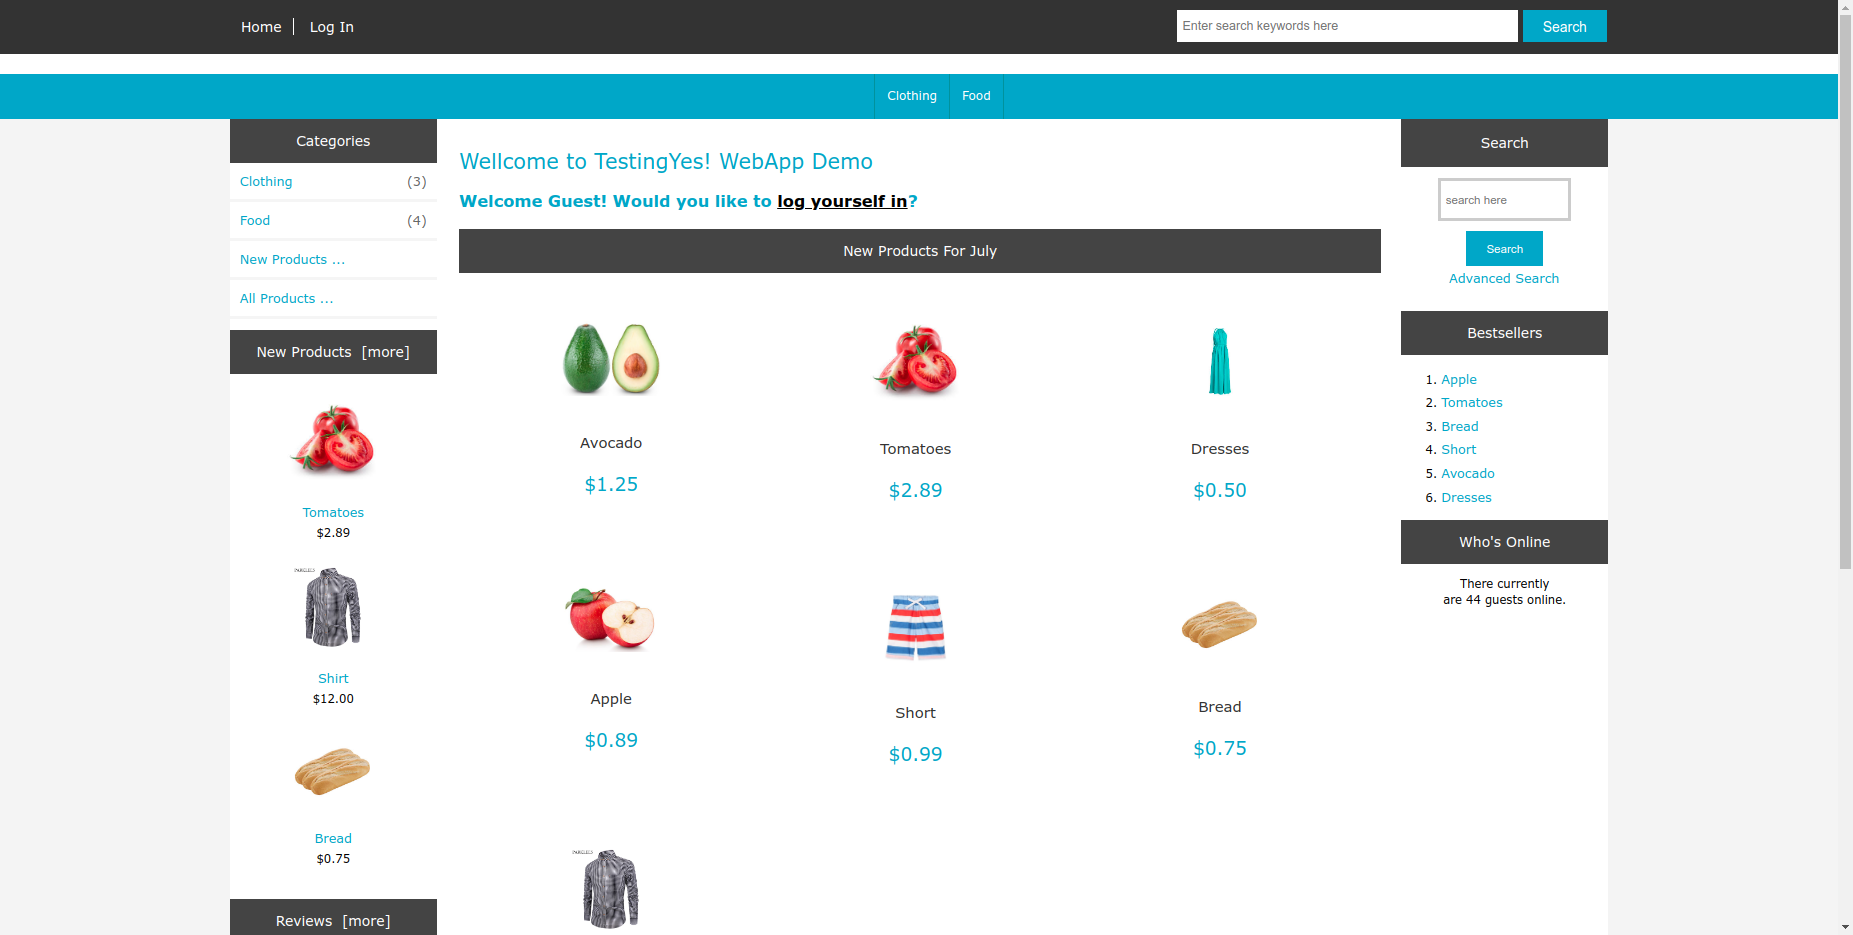 Home
Log In
Enter search keywords here
Search
Clothing
Food
Categories
Clothing (3)
Food (4)
New Products ...
All Products ...
New Products [more]
Tomatoes
$2.89
PAKELEES
Shirt
$12.00
Bread
$0.75
Reviews [more]
Wellcome to TestingYes! WebApp Demo
Welcome Guest! Would you like to log yourself in?
New Products For July
Avocado
$1.25
Tomatoes
$2.89
Dresses
$0.50
Apple
$0.89
Short
$0.99
Bread
$0.75
PAKELEES
Search
search here
Search
Advanced Search
Bestsellers
1. Apple
2. Tomatoes
3. Bread
4. Short
5. Avocado
6. Dresses
Who's Online
There currently
are 44 guests online.